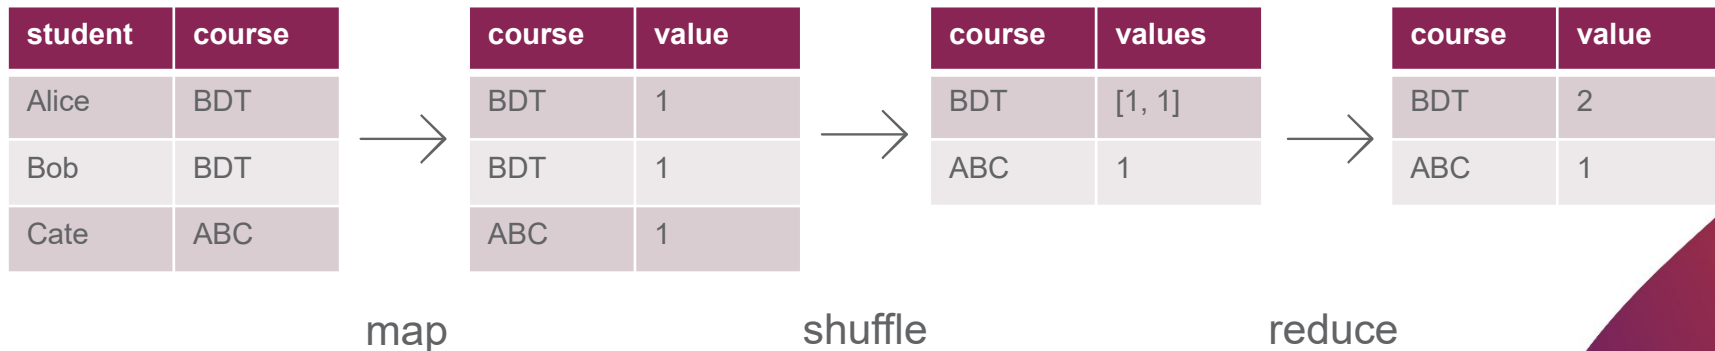 student course
Alice BDT
Bob BDT
Cate ABC
course value
BDT 1
BDT 1
ABC 1
course values
BDT [1, 1]
ABC 1
course value
BDT 2
ABC 1
map
shuffle
reduce